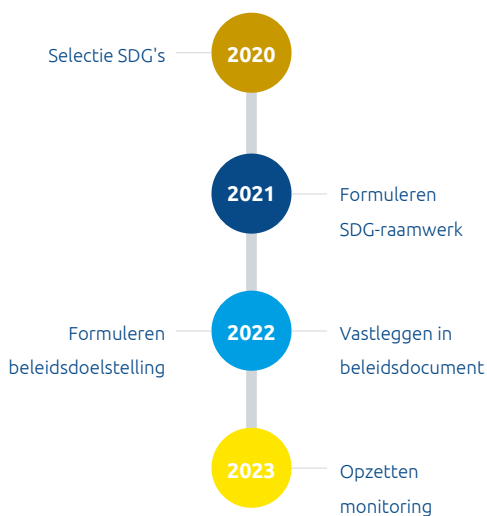 Selectie SDG's
2020
2021
Formuleren
SDG-raamwerk
Formuleren
beleidsdoelstelling
2022
Vastleggen in
beleidsdocument
2023
Opzetten
monitoring